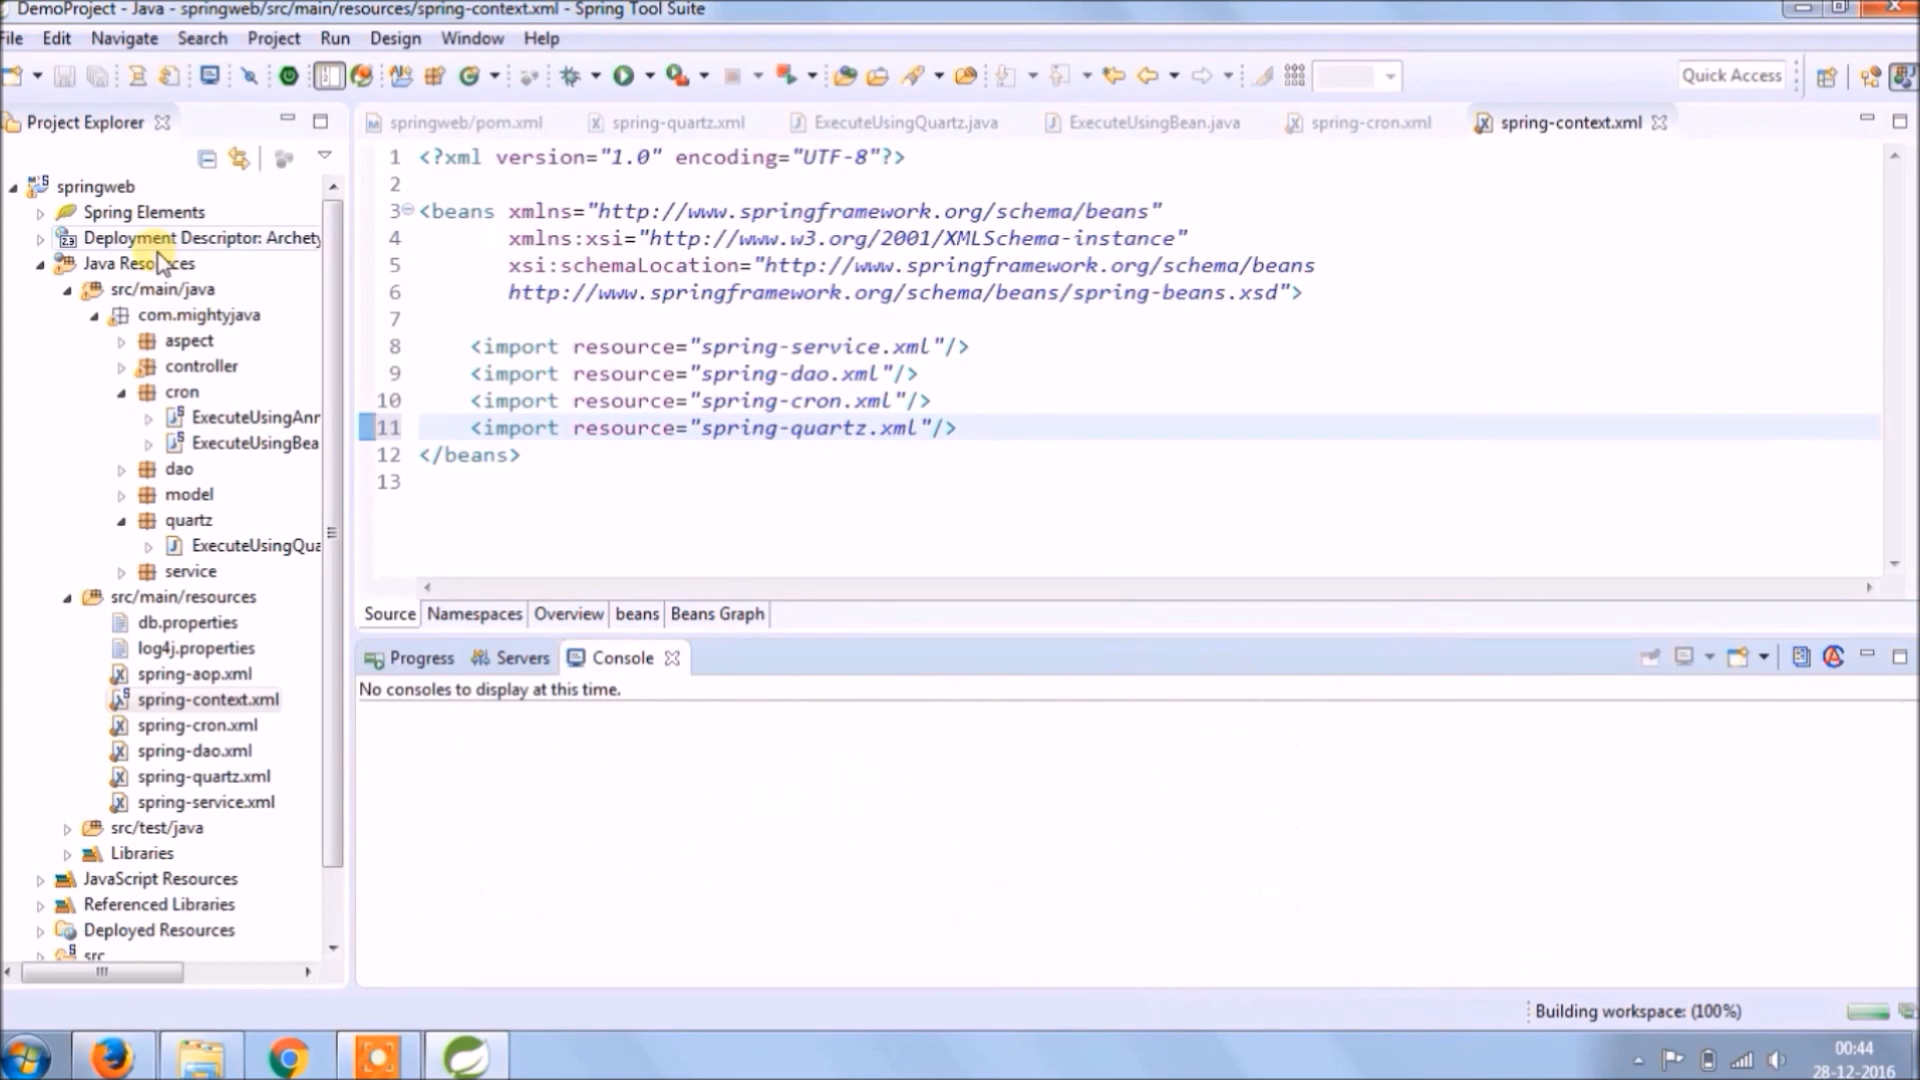 DemoProject - Java - springweb/src/main/resources/spring-context.xml - Spring Tool Suite
File Edit Navigate Search Project Run Design Window Help
Quick Access
Project Explorer
springweb/pom.xml spring-quartz.xml ExecuteUsingQuartz.java ExecuteUsingBean.java spring-cron.xml spring-context.xml
springweb
Spring Elements
Deployment Descriptor: Archety
Java Resources
src/main/java
com.mightyjava
aspect
controller
cron
ExecuteUsingAnr
ExecuteUsingBea
dao
model
quartz
ExecuteUsingQua
service
src/main/resources
db.properties
log4j.properties
spring-aop.xml
spring-context.xml
spring-cron.xml
spring-dao.xml
spring-quartz.xml
spring-service.xml
src/test/java
Libraries
JavaScript Resources
Referenced Libraries
Deployed Resources
src
1 <?xml version="1.0" encoding="UTF-8"?>
2
3 <beans xmlns="http://www.springframework.org/schema/beans"
4 xmlns:xsi="http://www.w3.org/2001/XMLSchema-instance"
5 xsi:schemaLocation="http://www.springframework.org/schema/beans
6 http://www.springframework.org/schema/beans/spring-beans.xsd">
7
8 <import resource="spring-service.xml"/>
9 <import resource="spring-dao.xml"/>
10 <import resource="spring-cron.xml"/>
11 <import resource="spring-quartz.xml"/>
12 </beans>
13
Source Namespaces Overview beans Beans Graph
Progress Servers Console
No consoles to display at this time.
Building workspace: (100%)
00:44
28-12-2016